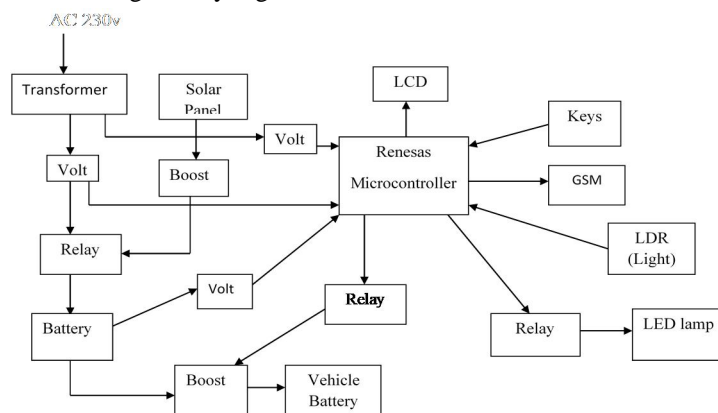 AC 230v
Transformer
Solar
Panel
LCD
Keys
Volt
Renesas
Microcontroller
Volt
Boost
GSM
Relay
LDR
(Light)
Volt
Relay
Battery
Relay
LED lamp
Boost
Vehicle
Battery